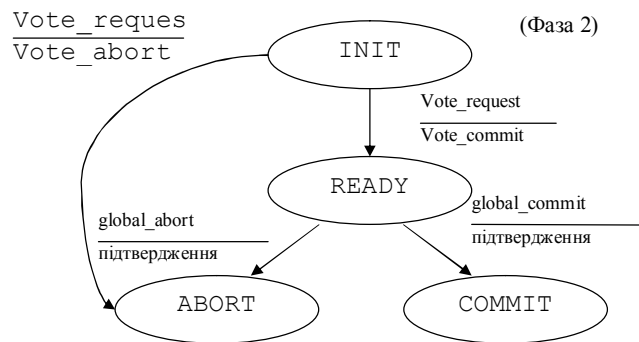 Vote_reques
Vote_abort
(Фаза 2)
INIT
Vote_request
Vote_commit
READY
global_abort
підтвердження
global_commit
підтвердження
ABORT
COMMIT